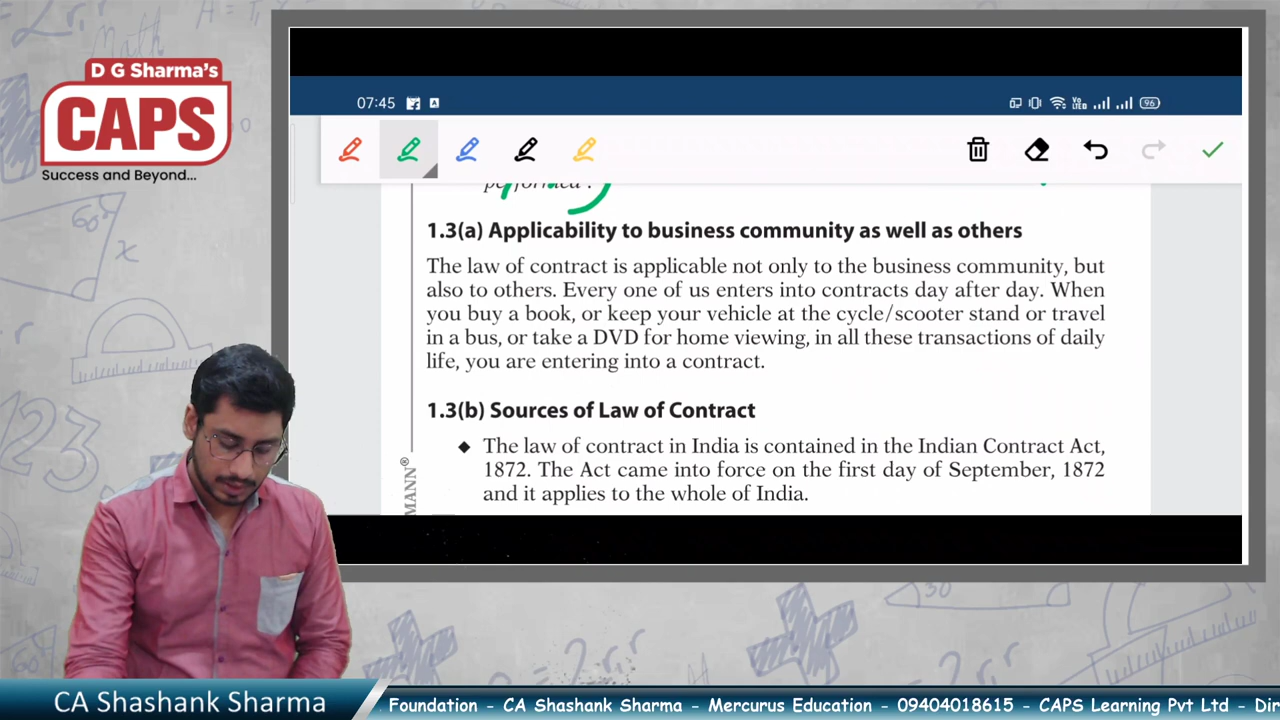 D G Sharma's
CAPS
Success and Beyond...
07:45
96
performed?
1.3(a) Applicability to business community as well as others
The law of contract is applicable not only to the business community, but
also to others. Every one of us enters into contracts day after day. When
you buy a book, or keep your vehicle at the cycle/scooter stand or travel
in a bus, or take a DVD for home viewing, in all these transactions of daily
life, you are entering into a contract.
1.3(b) Sources of Law of Contract
◆ The law of contract in India is contained in the Indian Contract Act,
1872. The Act came into force on the first day of September, 1872
and it applies to the whole of India.
MANN®
CA Shashank Sharma
Foundation - CA Shashank Sharma - Mercurus Education - 09404018615 - CAPS Learning Pvt Ltd - Dir